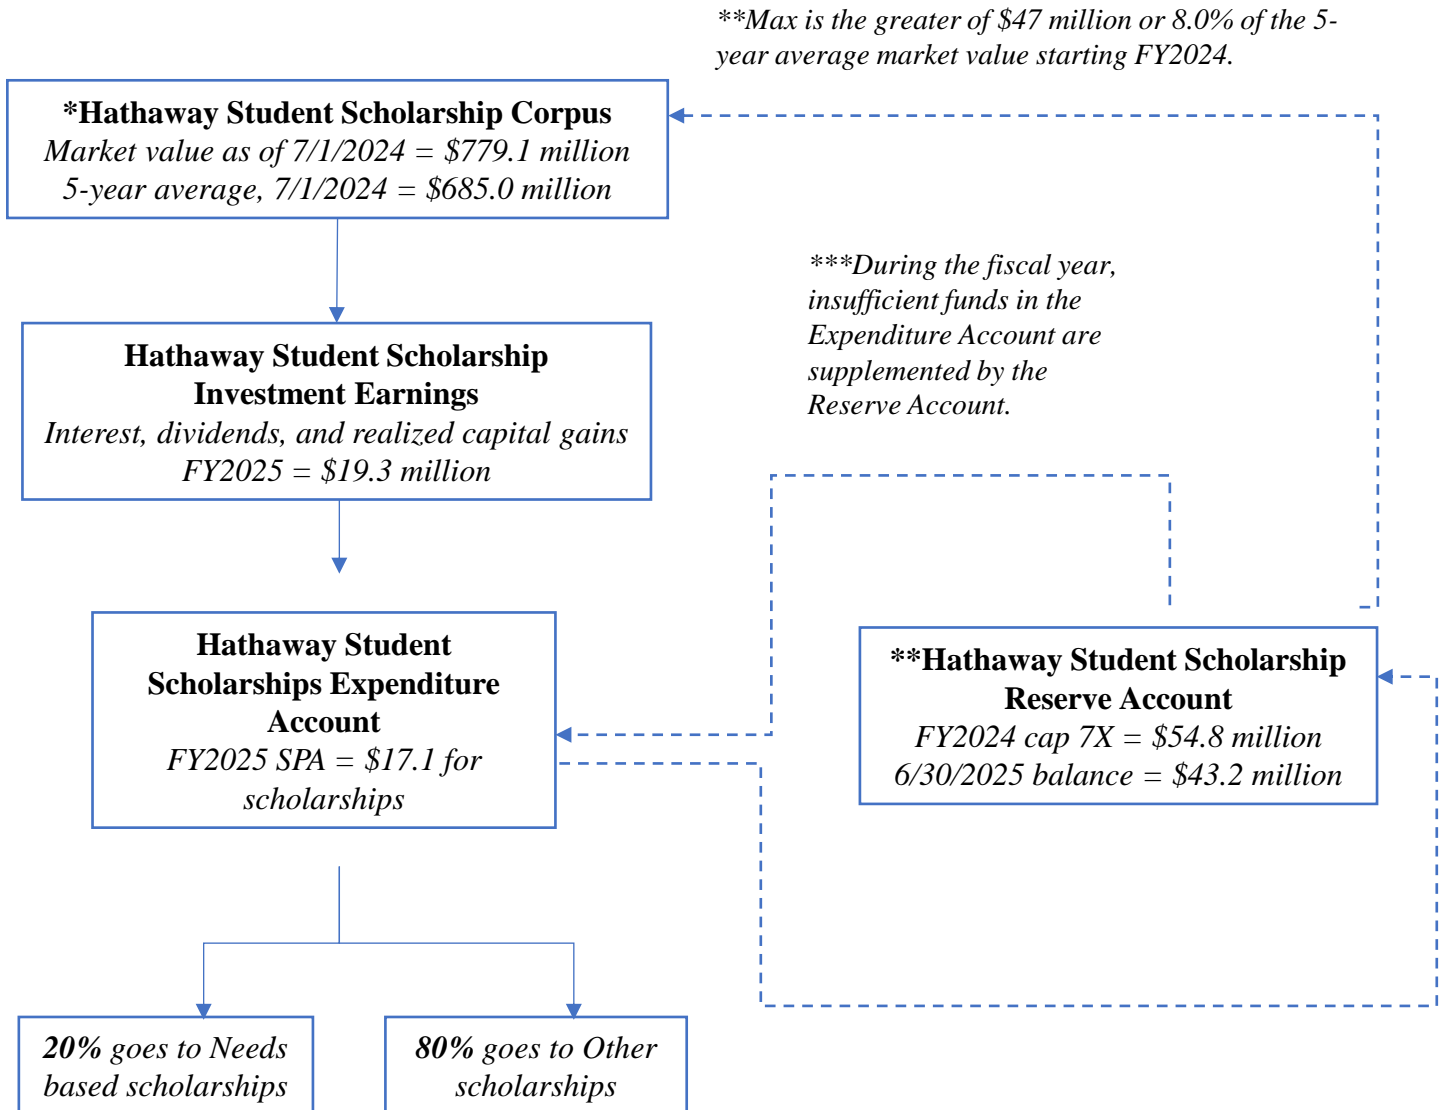 **Max is the greater of $47 million or 8.0% of the 5-
year average market value starting FY2024.
*Hathaway Student Scholarship Corpus
Market value as of 7/1/2024 = $779.1 million
5-year average, 7/1/2024 = $685.0 million
***During the fiscal year,
insufficient funds in the
Expenditure Account are
supplemented by the
Reserve Account.
Hathaway Student Scholarship
Investment Earnings
Interest, dividends, and realized capital gains
FY2025 = $19.3 million
Hathaway Student
Scholarships Expenditure
Account
FY2025 SPA = $17.1 for
scholarships
**Hathaway Student Scholarship
Reserve Account
FY2024 cap 7X = $54.8 million
6/30/2025 balance = $43.2 million
20% goes to Needs
based scholarships
80% goes to Other
scholarships